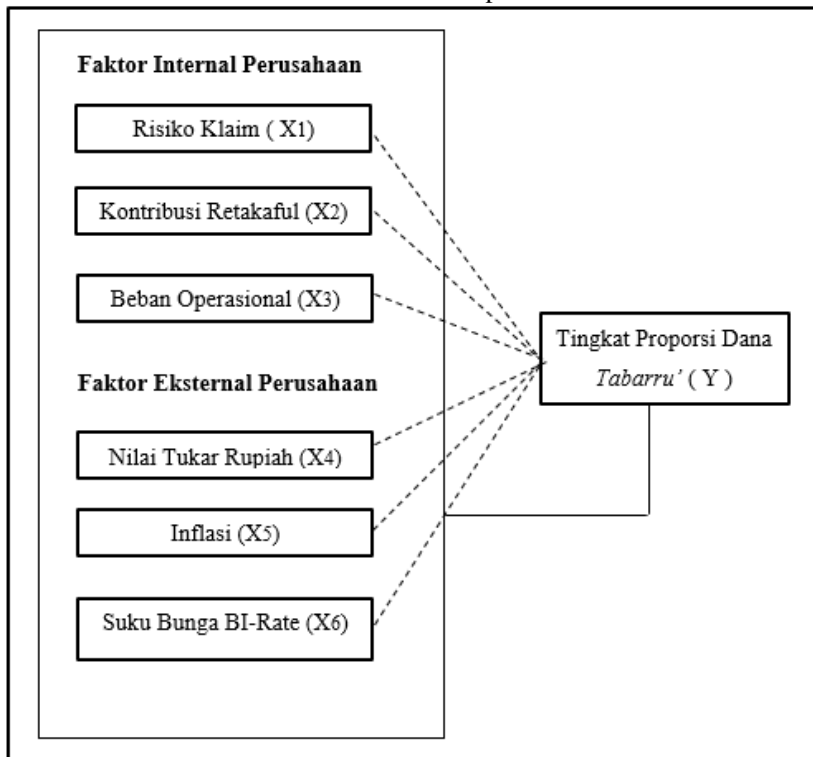 Faktor Internal Perusahaan
Risiko Klaim ( X1)
Kontribusi Retakaful (X2)
Beban Operasional (X3)
Tingkat Proporsi Dana
Tabarru’ ( Y )
Faktor Eksternal Perusahaan
Nilai Tukar Rupiah (X4)
Inflasi (X5)
Suku Bunga BI-Rate (X6)